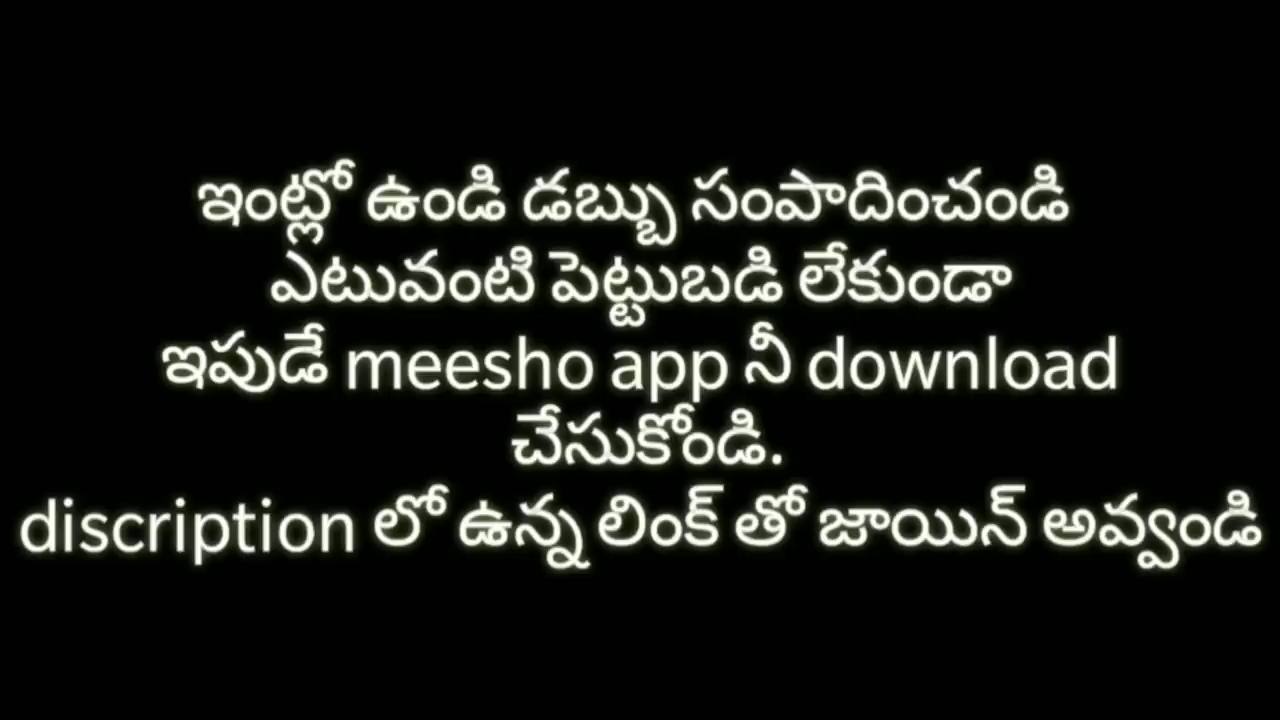 ఇంట్లో ఉండి డబ్బు సంపాదించండి
ఎటువంటి పెట్టుబడి లేకుండా
ఇపుడే meesho app నీ download
చేసుకోండి.
discription లో ఉన్న లింక్ తో జాయిన్ అవ్వండి